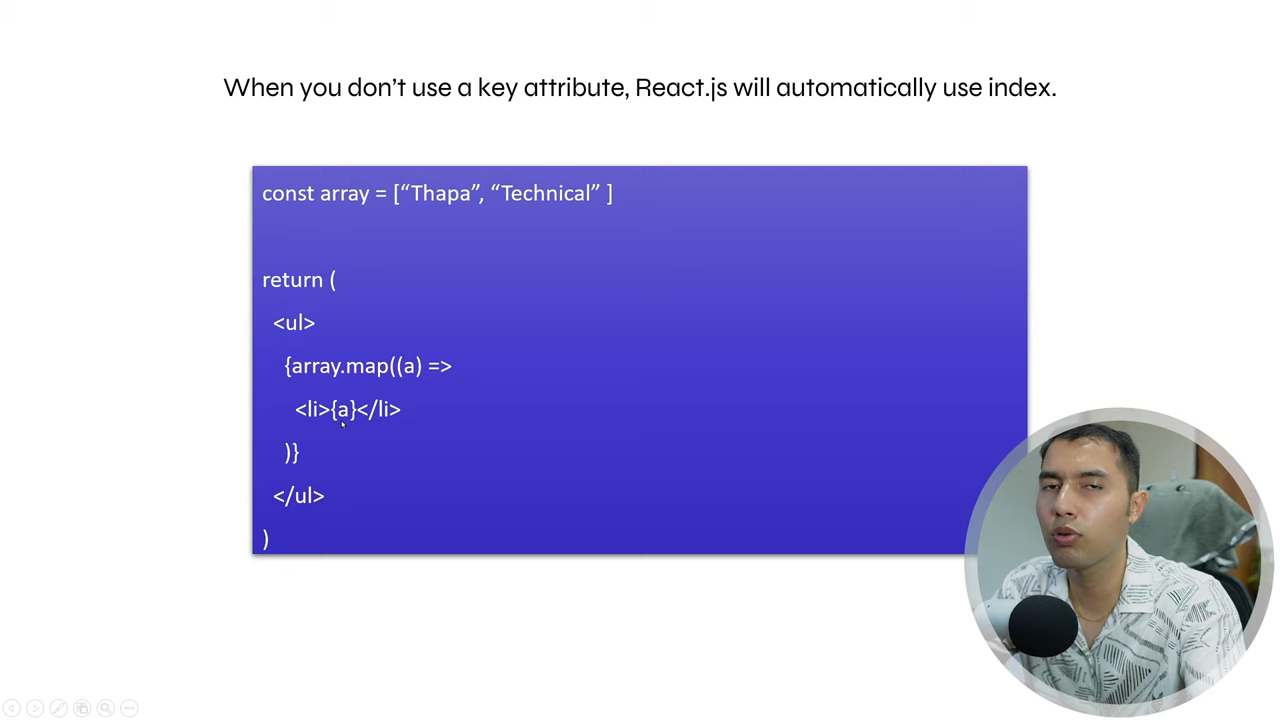 When you don’t use a key attribute, React.js will automatically use index.
const array = [“Thapa”, “Technical” ]
return (
<ul>
{array.map((a) =>
<li>{a}</li>
)}
</ul>
)